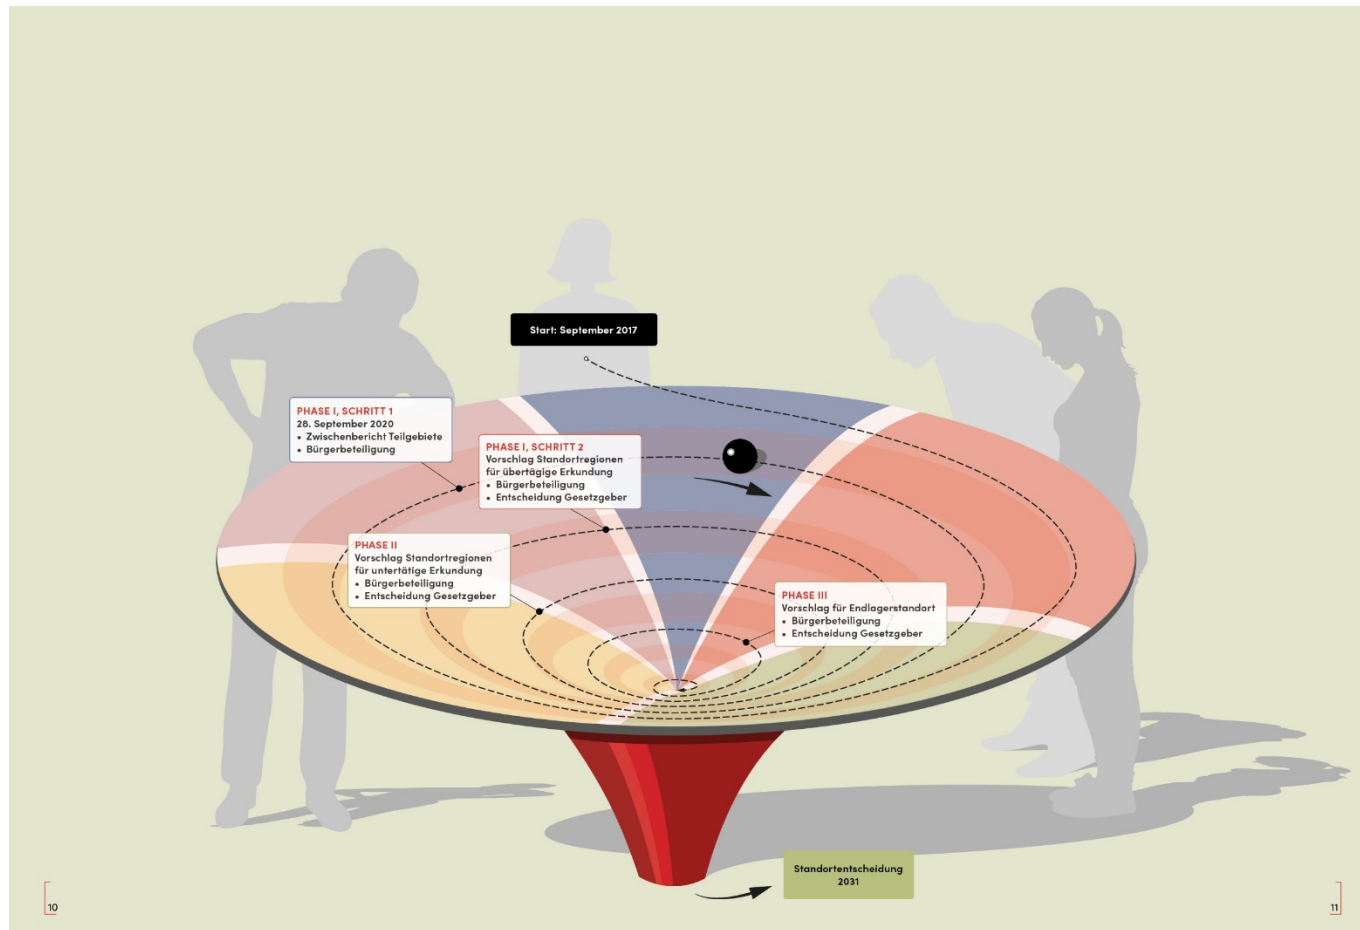 Start: September 2017
PHASE I, SCHRITT 1
28. September 2020
• Zwischenbericht Teilgebiete
• Bürgerbeteiligung
PHASE I, SCHRITT 2
Vorschlag Standortregionen
für übertägige Erkundung
• Bürgerbeteiligung
• Entscheidung Gesetzgeber
PHASE II
Vorschlag Standortregionen
für untertätige Erkundung
• Bürgerbeteiligung
• Entscheidung Gesetzgeber
PHASE III
Vorschlag für Endlagerstandort
• Bürgerbeteiligung
• Entscheidung Gesetzgeber
Standortentscheidung
2031
10
11